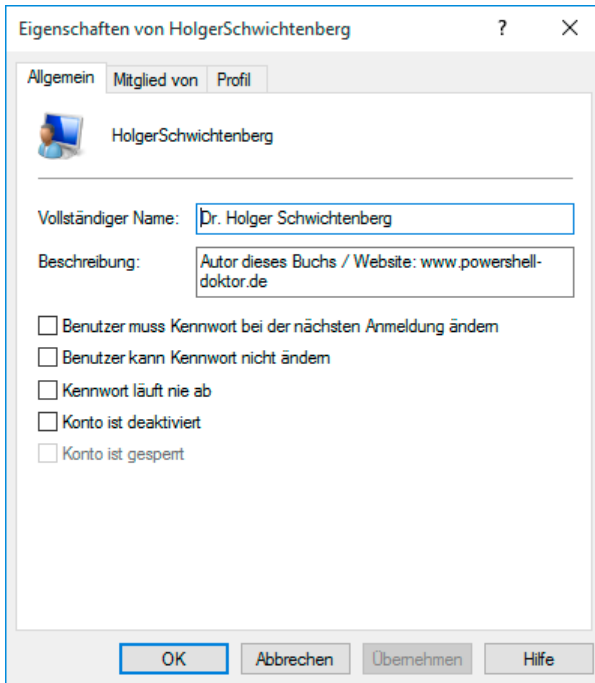 Eigenschaften von HolgerSchwichtenberg
Allgemein Mitglied von Profil
HolgerSchwichtenberg
Vollständiger Name: Dr. Holger Schwichtenberg
Beschreibung: Autor dieses Buchs / Website: www.powershell-
doktor.de
Benutzer muss Kennwort bei der nächsten Anmeldung ändern
Benutzer kann Kennwort nicht ändern
Kennwort läuft nie ab
Konto ist deaktiviert
Konto ist gesperrt
OK Abbrechen Übernehmen Hilfe